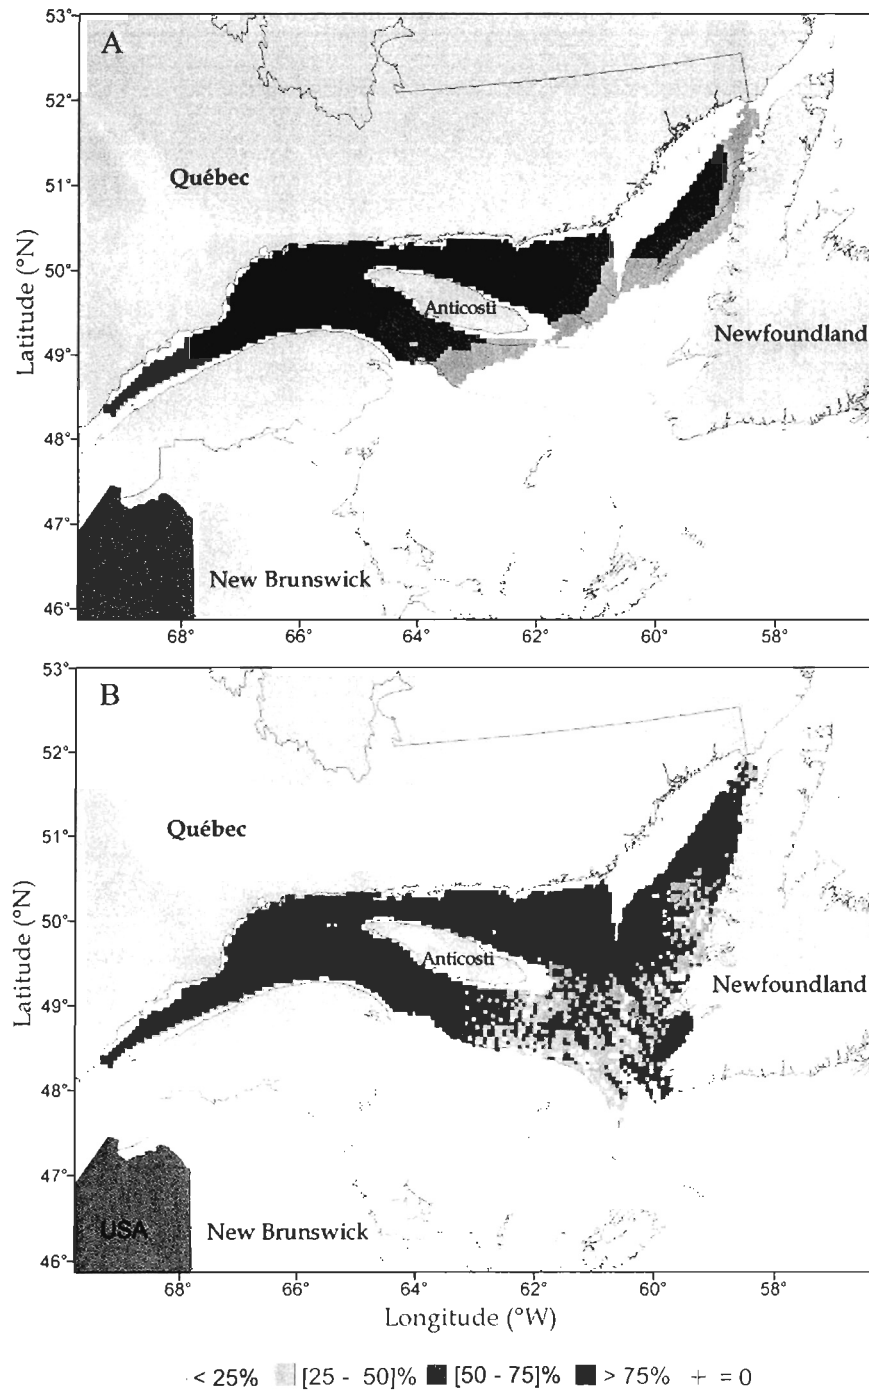 A
53°
52°
51°
50°
49°
48°
47°
46°
Latitude (°N)
Québec
Anticosti
Newfoundland
New Brunswick
68° 66° 64° 62° 60° 58°
B
53°
52°
51°
50°
49°
48°
47°
46°
Latitude (°N)
Québec
Anticosti
Newfoundland
USA
New Brunswick
68° 66° 64° 62° 60° 58°
Longitude (°W)
< 25% [25 - 50]% [50 - 75]% > 75% + = 0